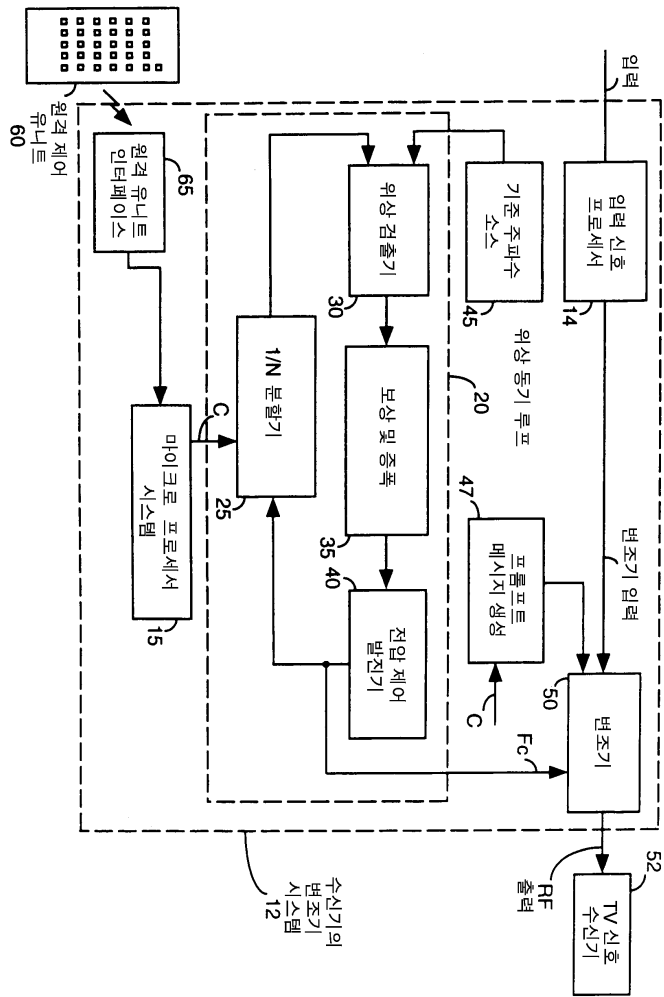 입력
입력 신호
프로세서
14
변조기 입력
변조기
50
RF
출력
TV 신호
수신기
52
기준 주파수
소스
45
위상 동기 루프
20
프롬프트
메시지 생성
47
C
Fc
위상 검출기
30
보상 및 증폭
35
전압 제어
발진기
40
1/N 분할기
25
C
원격 제어
유니트
60
원격 유니트
인터페이스
65
마이크로 프로세서
시스템
15
수신기의
변조기
시스템
12